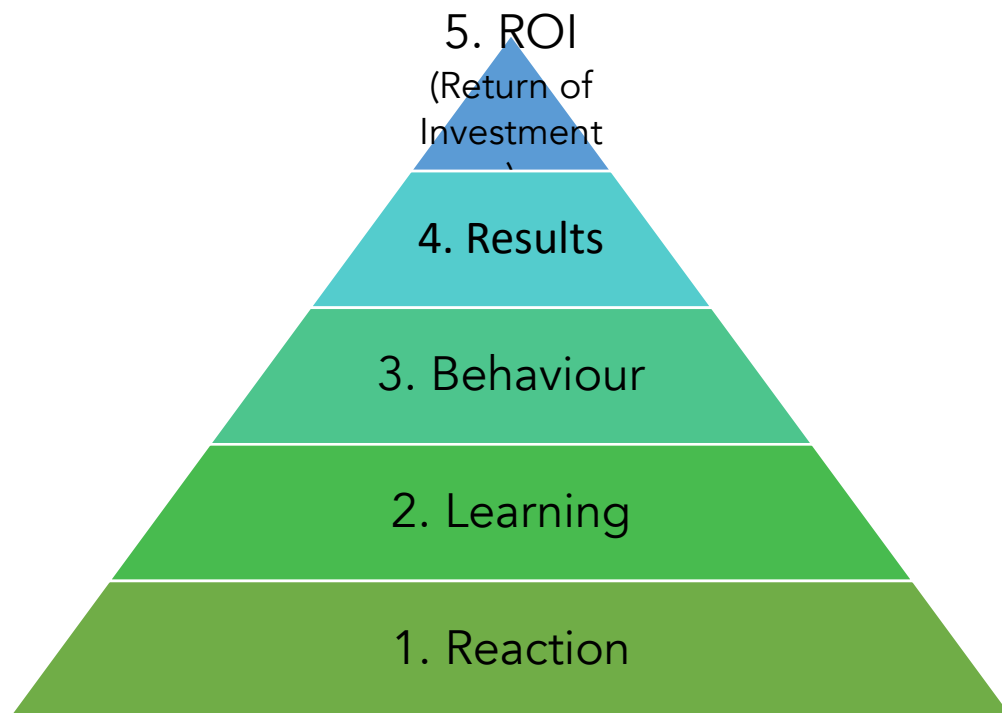 5. ROI
(Return of
Investment
)
4. Results
3. Behaviour
2. Learning
1. Reaction